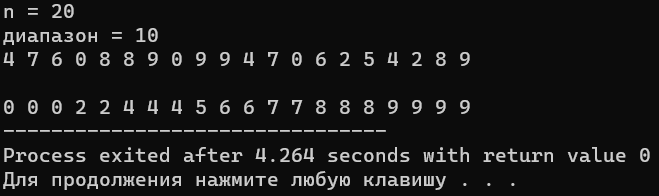 n = 20
диапазон = 10
4 7 6 0 8 8 9 0 9 9 4 7 0 6 2 5 4 2 8 9
0 0 0 2 2 4 4 4 5 6 6 7 7 8 8 8 9 9 9 9
--------------------------------
Process exited after 4.264 seconds with return value 0
Для продолжения нажмите любую клавишу . . .